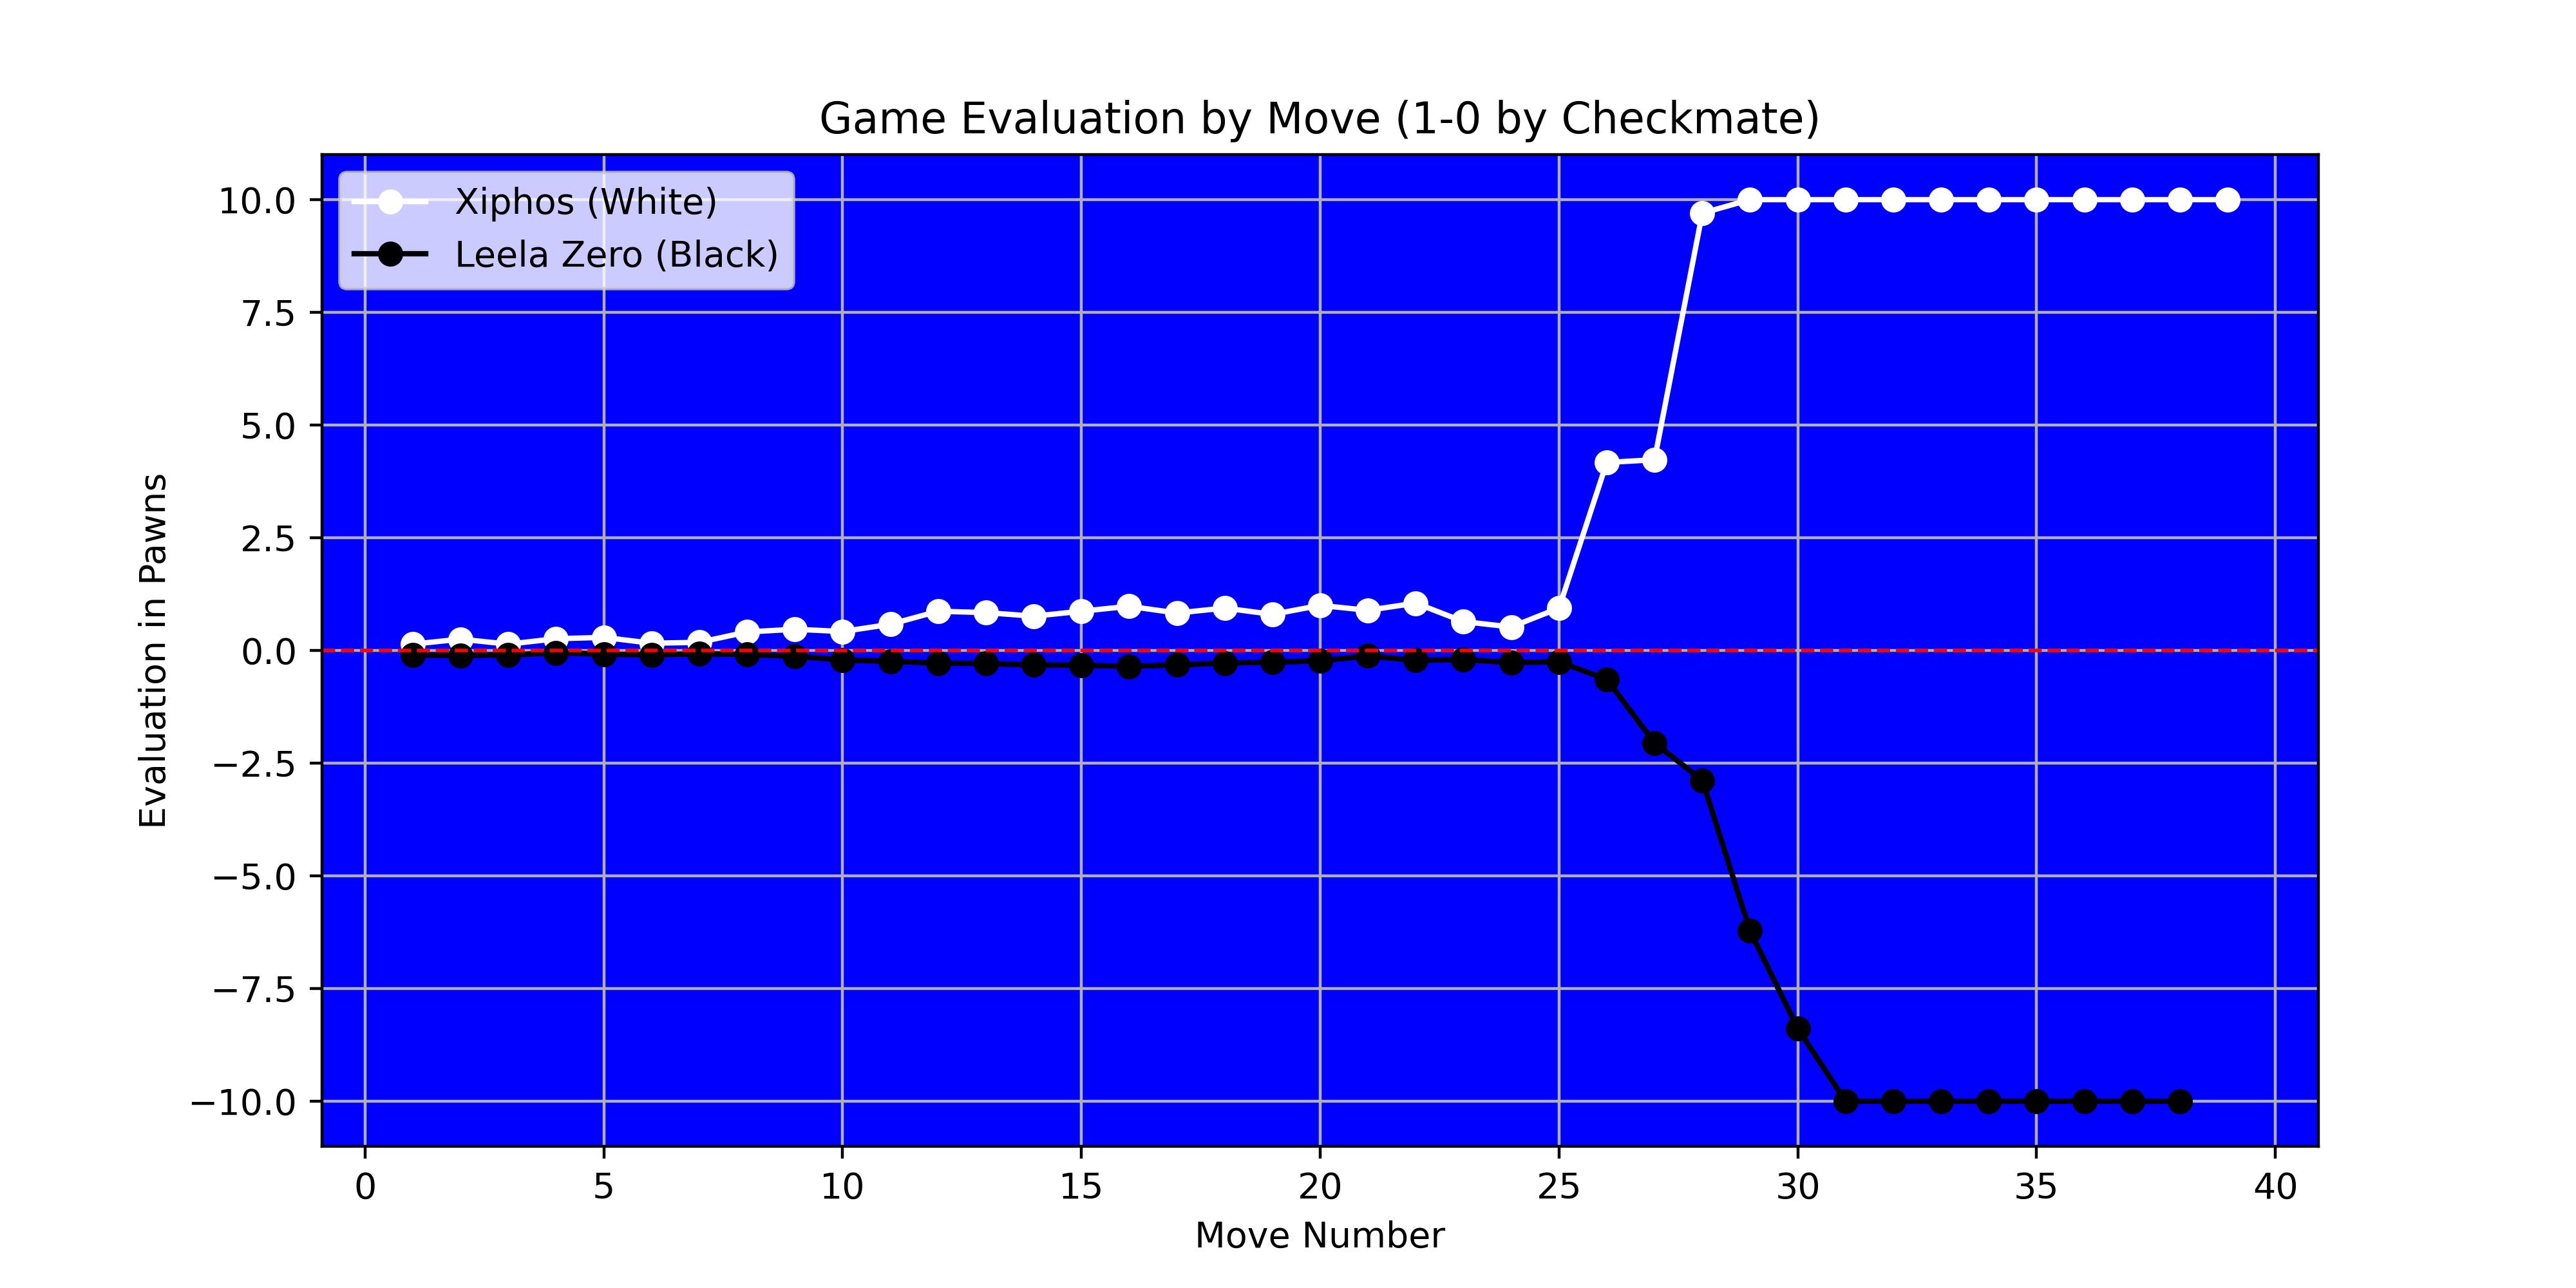 Game Evaluation by Move (1-0 by Checkmate)
Xiphos (White)
Leela Zero (Black)
Evaluation in Pawns
10.0
7.5
5.0
2.5
0.0
−2.5
−5.0
−7.5
−10.0
0 5 10 15 20 25 30 35 40
Move Number